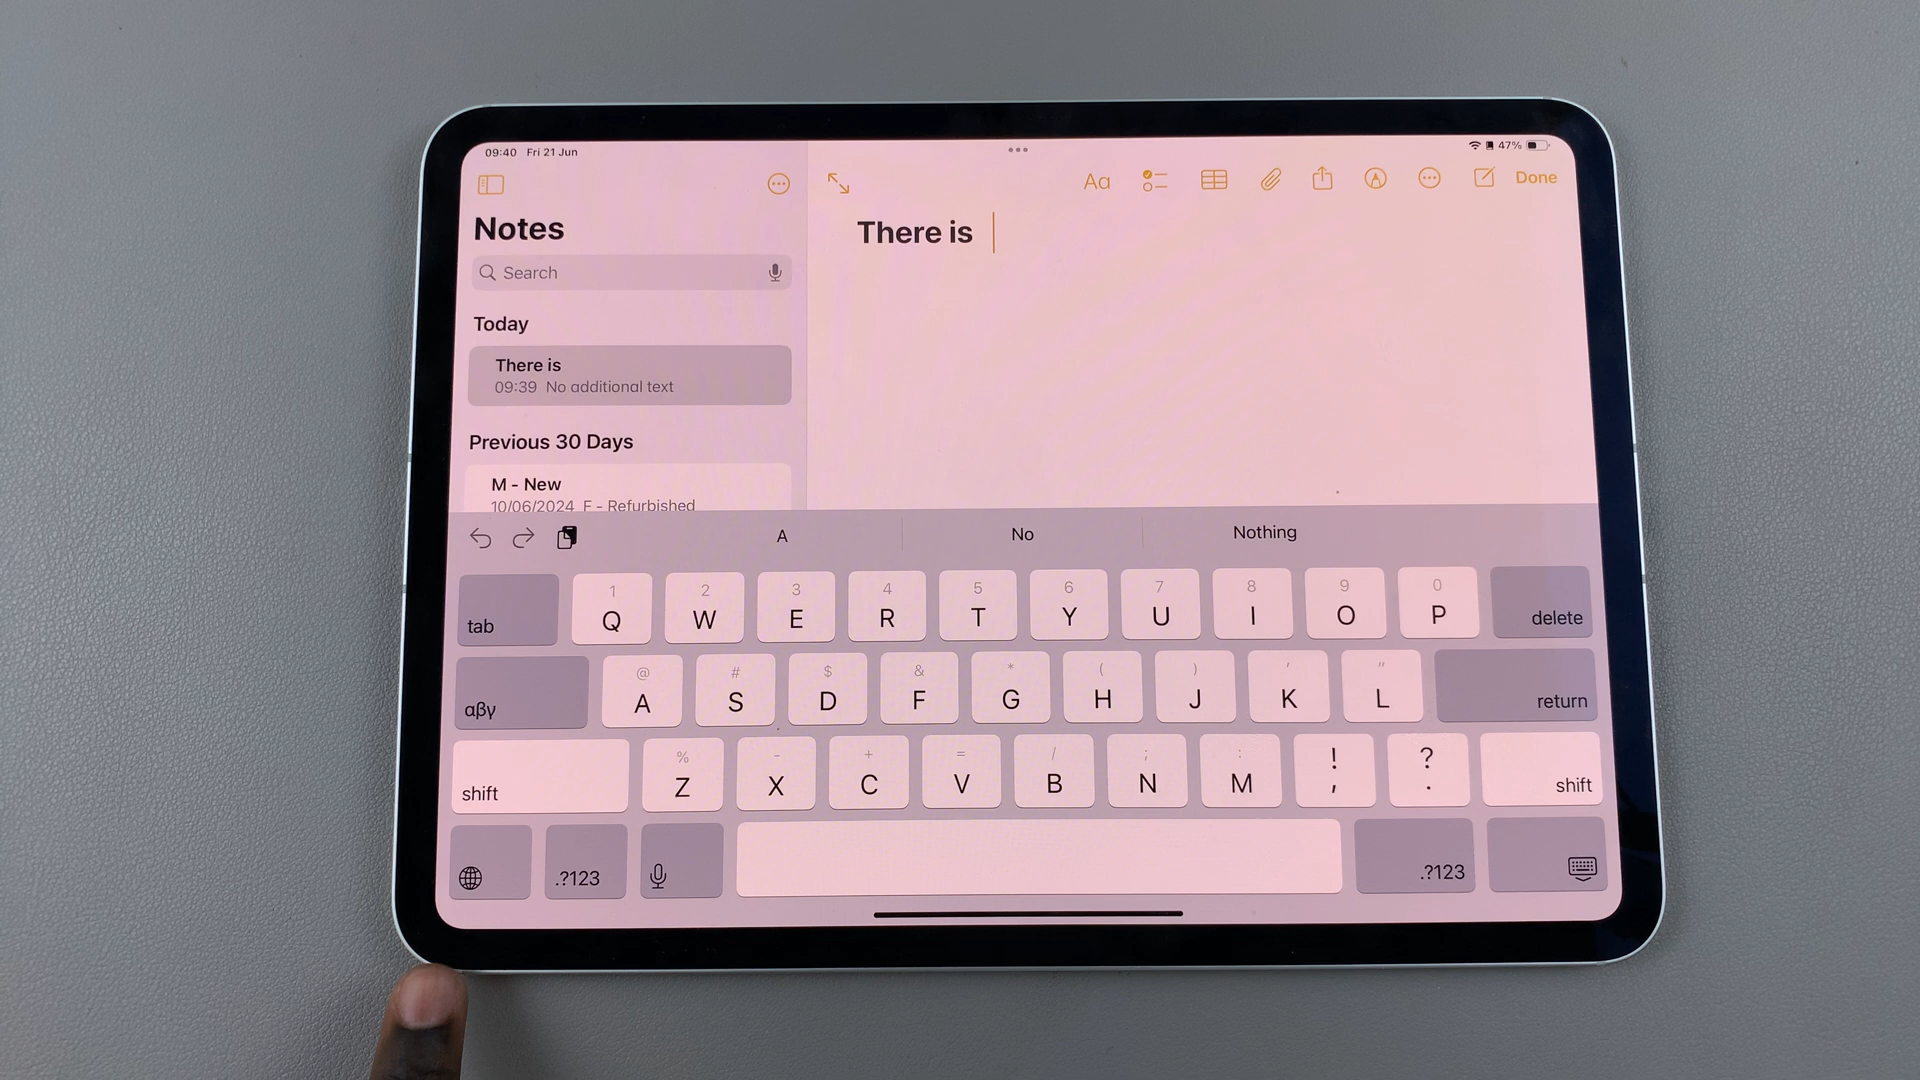 09:40 Fri 21 Jun
47%
Notes
Search
Today
There is
09:39 No additional text
Previous 30 Days
M - New
10/06/2024 F - Refurbished
Aa
Done
There is
A No Nothing
1 2 3 4 5 6 7 8 9 0
tab Q W E R T Y U I O P delete
@ # $ & * ( ) ' "
αβγ A S D F G H J K L return
% - + = / ; : ! ?
shift Z X C V B N M , . shift
.?123 .?123